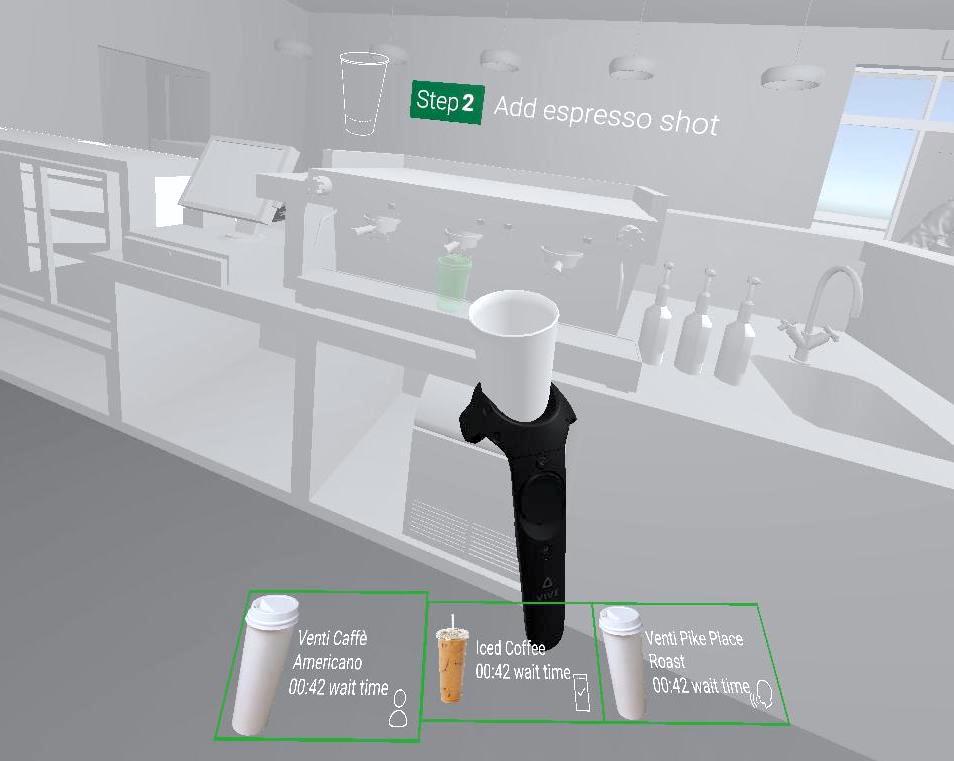 Step 2 Add espresso shot
VIVE
Venti Caffè
Americano
00:42 wait time
Iced Coffee
00:42 wait time
Venti Pike Place
Roast
00:42 wait time